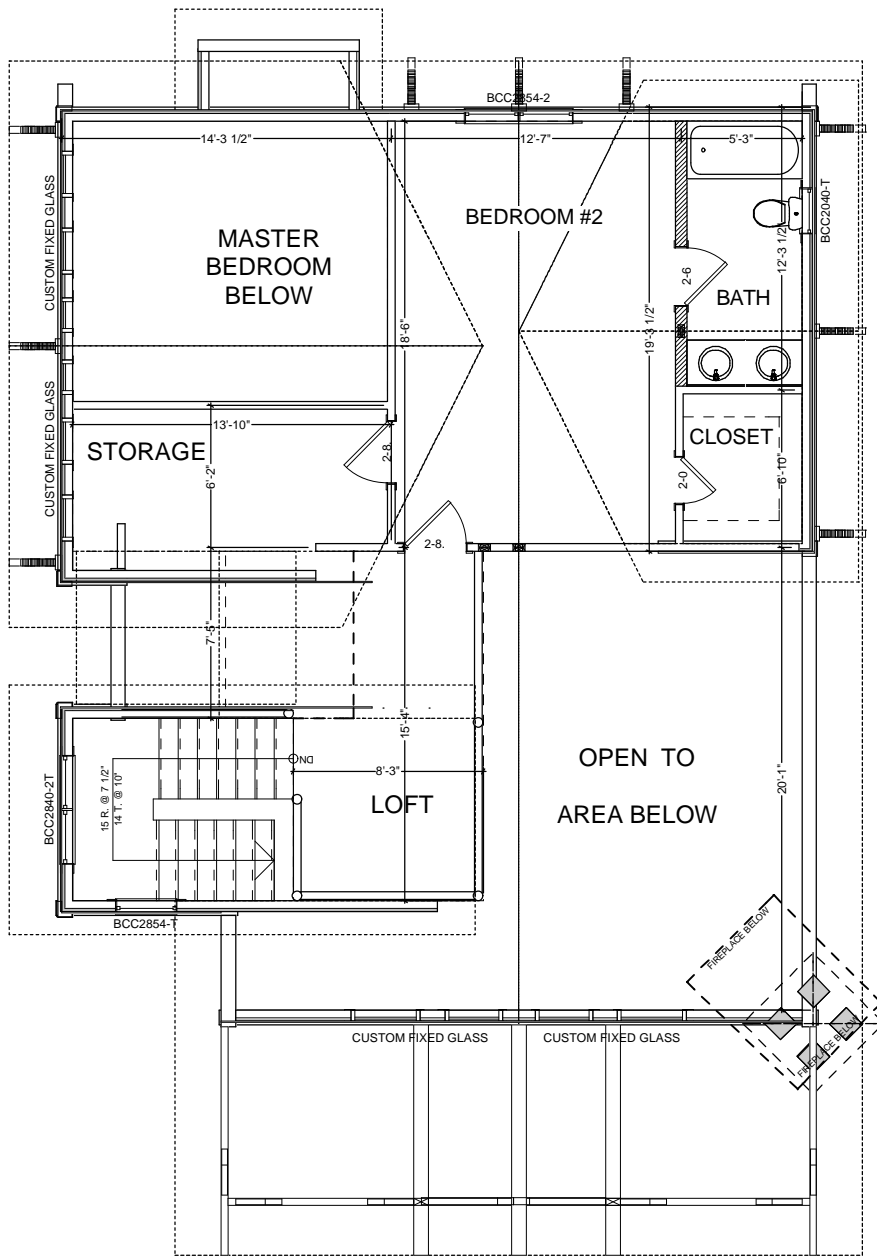 BCC2854-2
14'-3 1/2"
12'-7"
5'-3"
CUSTOM FIXED GLASS
BCC2040-T
BEDROOM #2
MASTER
BEDROOM
BELOW
12'-3 1/2"
2-6
BATH
18'-6"
19'-3 1/2"
CUSTOM FIXED GLASS
13'-10"
STORAGE
2-8.
6'-2"
CLOSET
2-0
6'-10"
2-8.
7'-5"
15'-4"
DN
8'-3"
LOFT
OPEN TO
AREA BELOW
20'-1"
BCC2840-2T
15 R. @ 7 1/2"
14 T. @ 10"
BCC2854-T
FIREPLACE BELOW
FIREPLACE BELOW
CUSTOM FIXED GLASS
CUSTOM FIXED GLASS